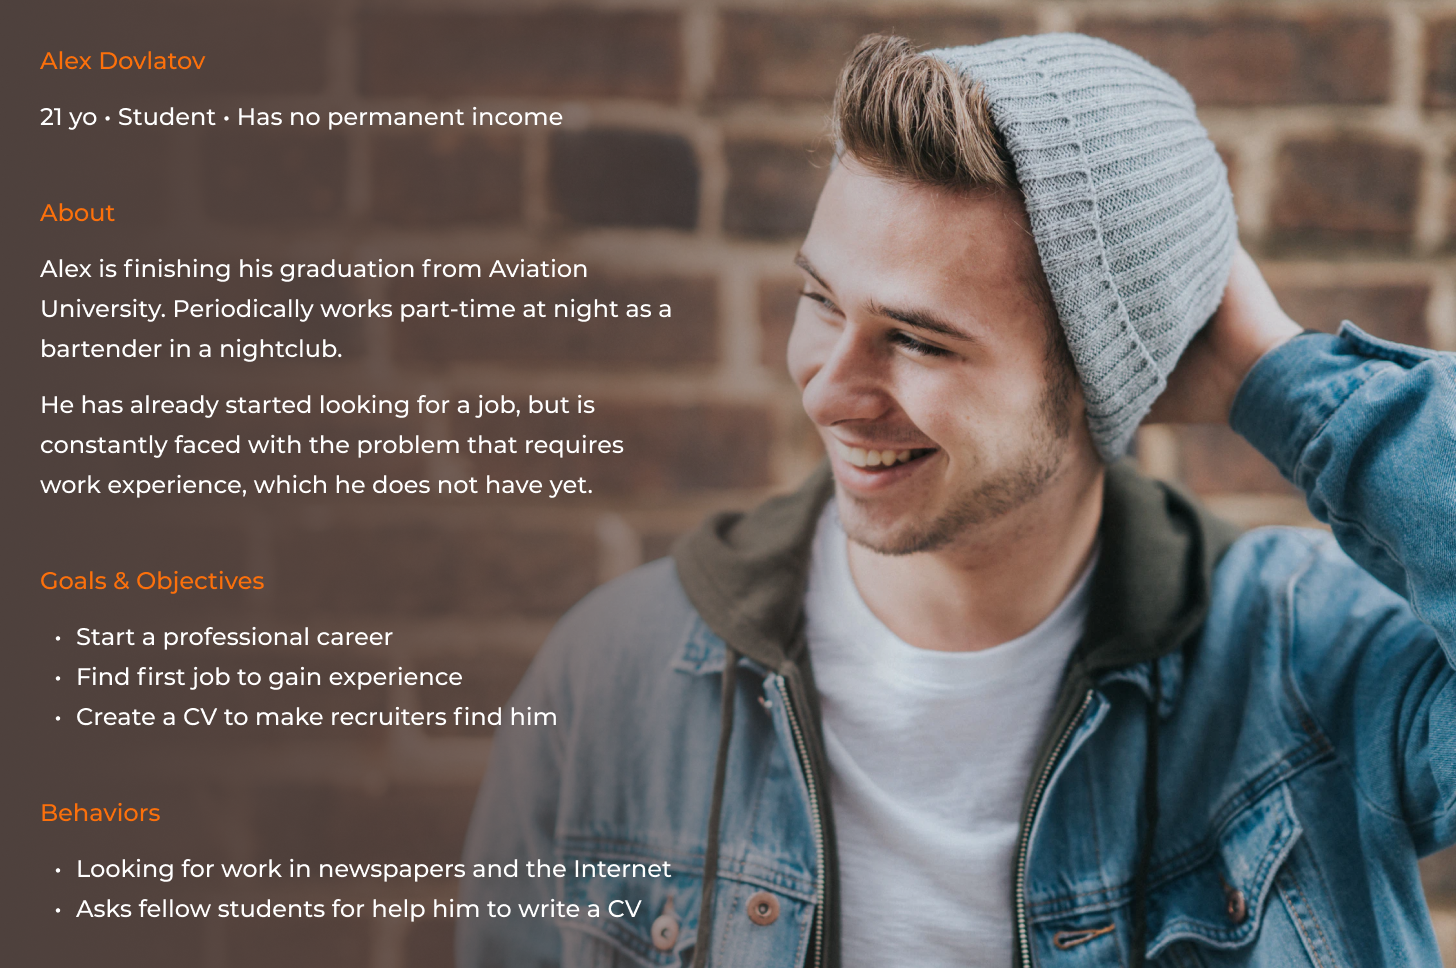 Alex Dovlatov
21 yo • Student • Has no permanent income
About
Alex is finishing his graduation from Aviation
University. Periodically works part-time at night as a
bartender in a nightclub.
He has already started looking for a job, but is
constantly faced with the problem that requires
work experience, which he does not have yet.
Goals & Objectives
• Start a professional career
• Find first job to gain experience
• Create a CV to make recruiters find him
Behaviors
• Looking for work in newspapers and the Internet
• Asks fellow students for help him to write a CV